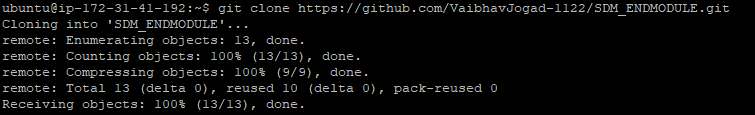 ubuntu@ip-172-31-41-192:~$ git clone https://github.com/VaibhavJogad-1122/SDM_ENDMODULE.git
Cloning into 'SDM_ENDMODULE'...
remote: Enumerating objects: 13, done.
remote: Counting objects: 100% (13/13), done.
remote: Compressing objects: 100% (9/9), done.
remote: Total 13 (delta 0), reused 10 (delta 0), pack-reused 0
Receiving objects: 100% (13/13), done.